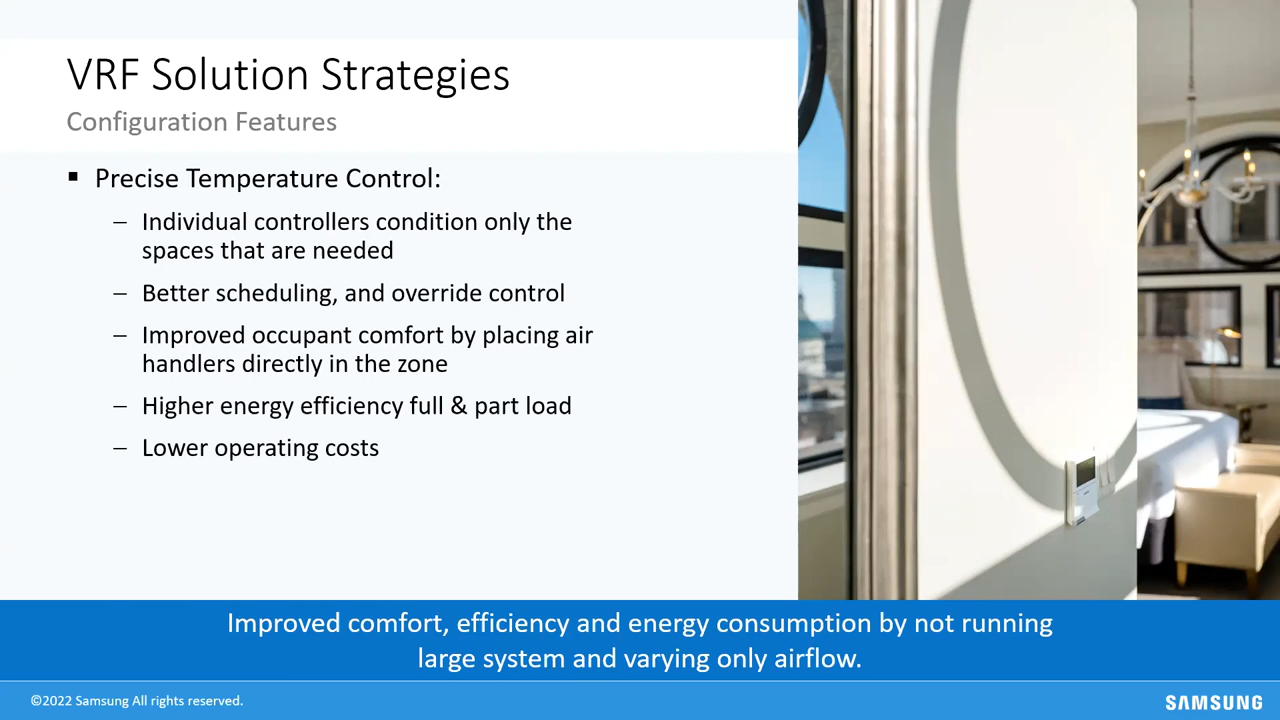 VRF Solution Strategies
Configuration Features
▪ Precise Temperature Control:
– Individual controllers condition only the
spaces that are needed
– Better scheduling, and override control
– Improved occupant comfort by placing air
handlers directly in the zone
– Higher energy efficiency full & part load
– Lower operating costs
Improved comfort, efficiency and energy consumption by not running
large system and varying only airflow.
©2022 Samsung All rights reserved.
SAMSUNG